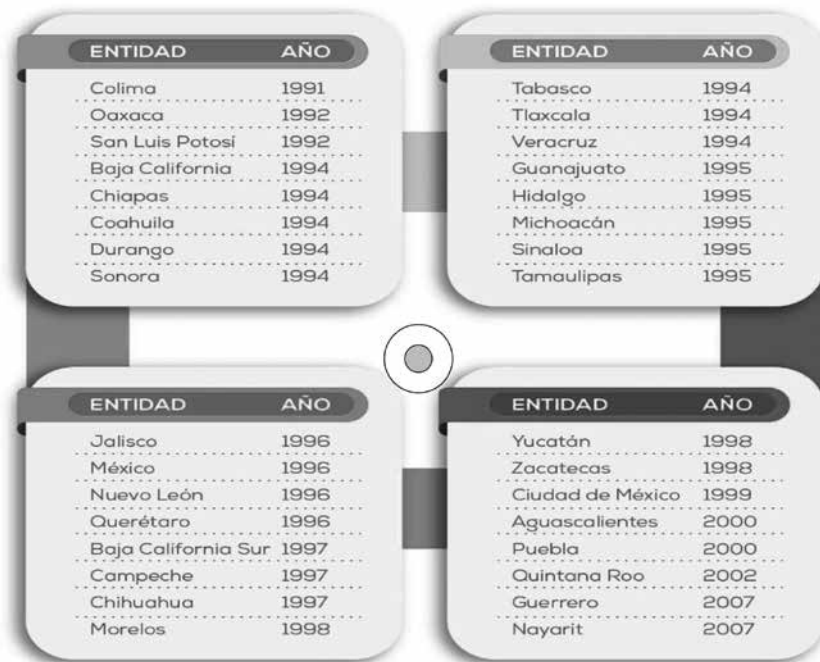 ENTIDAD AÑO
Colima 1991
Oaxaca 1992
San Luis Potosí 1992
Baja California 1994
Chiapas 1994
Coahuila 1994
Durango 1994
Sonora 1994
ENTIDAD AÑO
Tabasco 1994
Tlaxcala 1994
Veracruz 1994
Guanajuato 1995
Hidalgo 1995
Michoacán 1995
Sinaloa 1995
Tamaulipas 1995
ENTIDAD AÑO
Jalisco 1996
México 1996
Nuevo León 1996
Querétaro 1996
Baja California Sur 1997
Campeche 1997
Chihuahua 1997
Morelos 1998
ENTIDAD AÑO
Yucatán 1998
Zacatecas 1998
Ciudad de México 1999
Aguascalientes 2000
Puebla 2000
Quintana Roo 2002
Guerrero 2007
Nayarit 2007